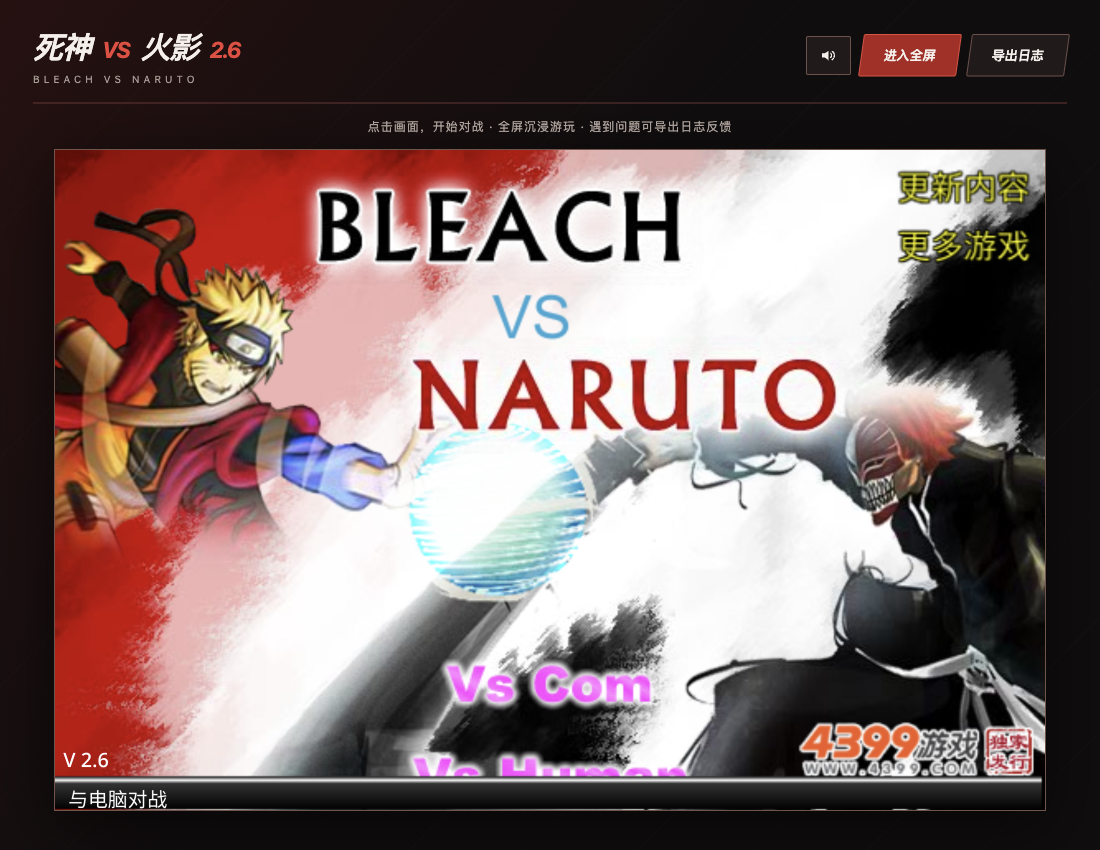 死神 VS 火影 2.6
BLEACH VS NARUTO
进入全屏
导出日志
点击画面，开始对战 · 全屏沉浸游玩 · 遇到问题可导出日志反馈
更新内容
更多游戏
BLEACH
VS
NARUTO
Vs Com
Vs Human
V 2.6
4399游戏
WWW.4399.COM
独家发行
与电脑对战